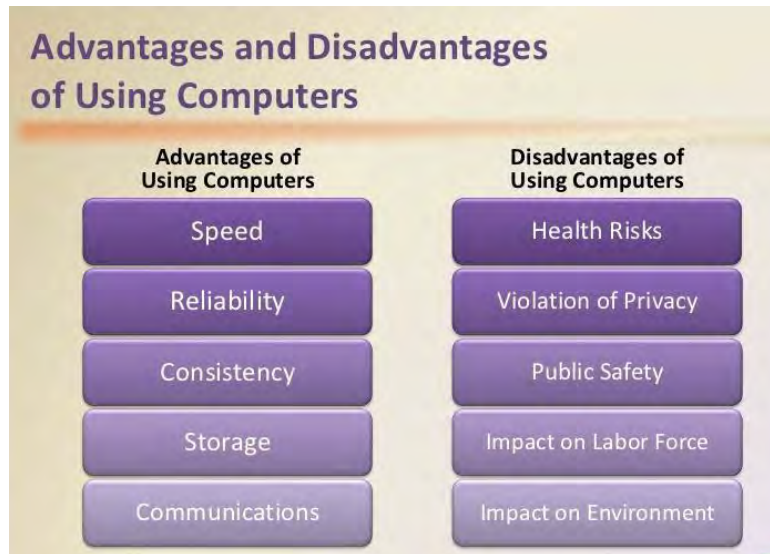 Advantages and Disadvantages
of Using Computers
Advantages of
Using Computers
Speed
Reliability
Consistency
Storage
Communications
Disadvantages of
Using Computers
Health Risks
Violation of Privacy
Public Safety
Impact on Labor Force
Impact on Environment